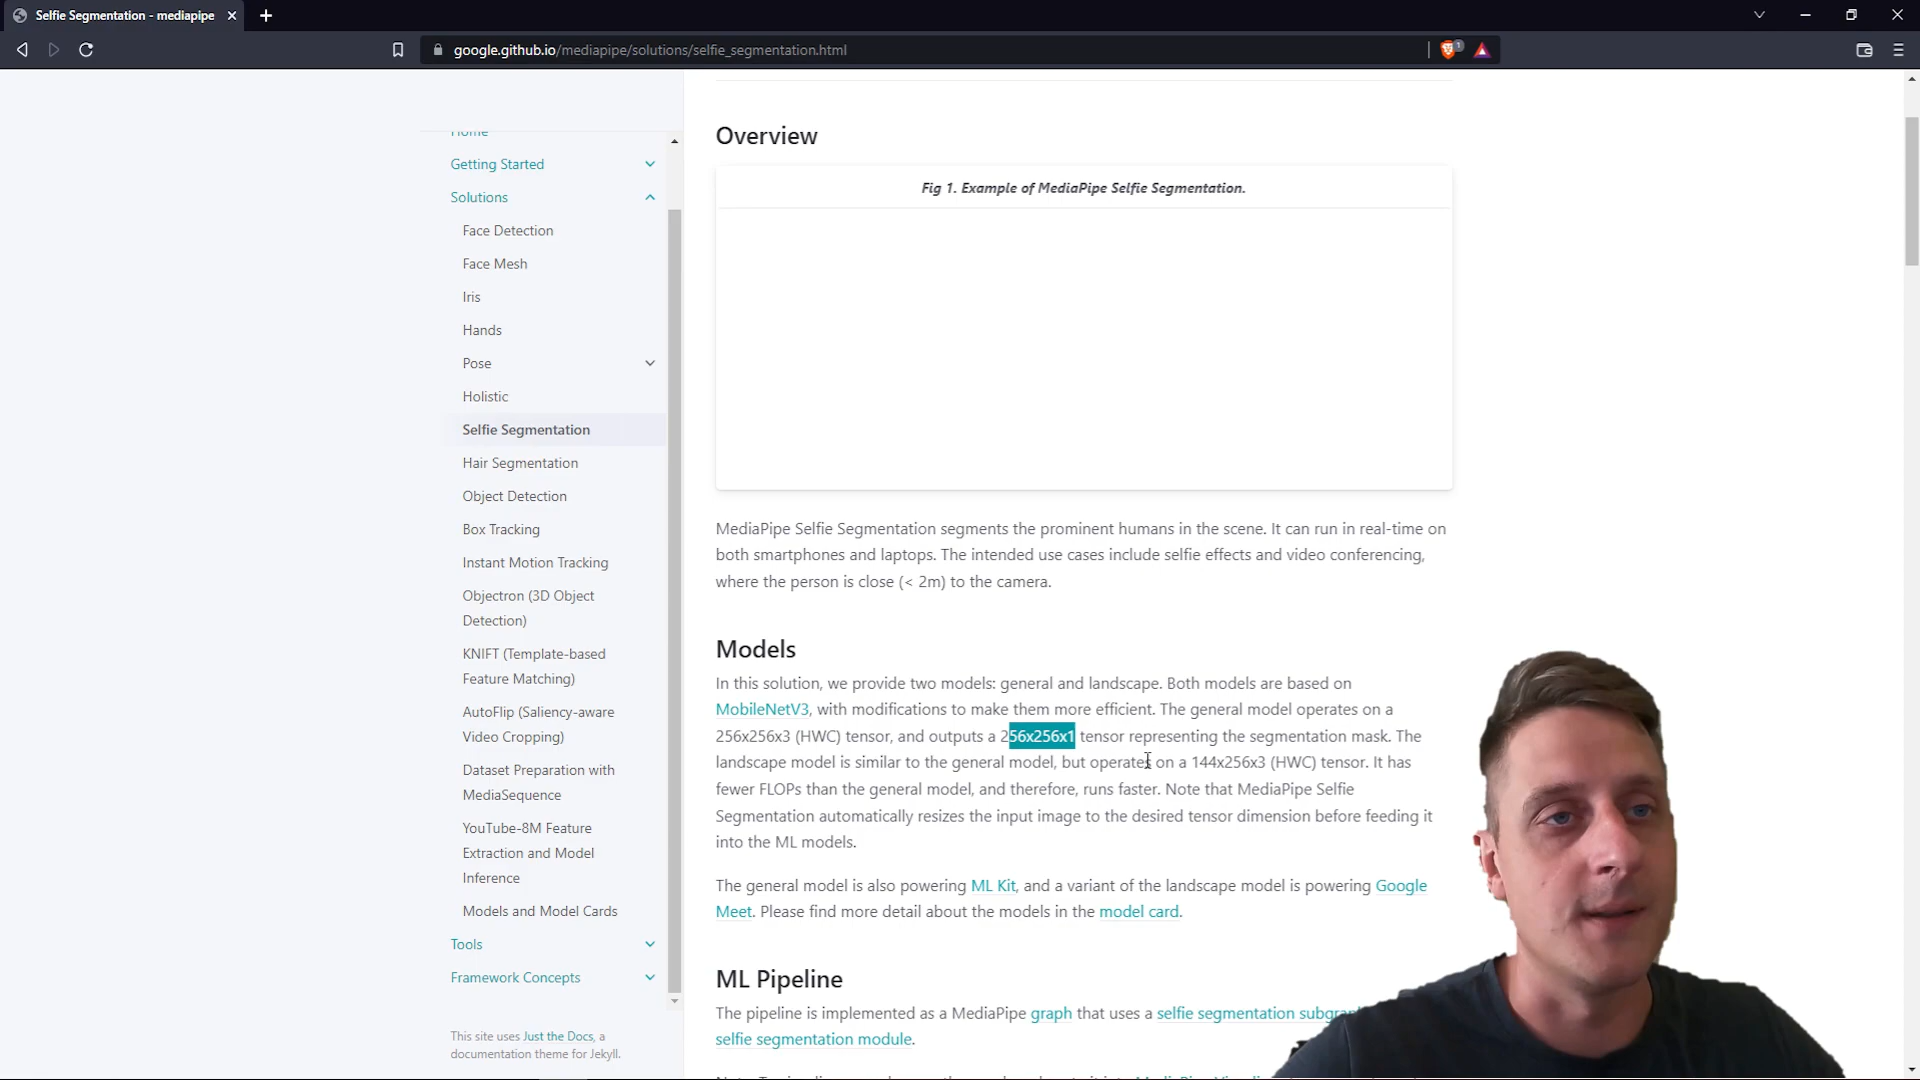 Selfie Segmentation - mediapipe
google.github.io/mediapipe/solutions/selfie_segmentation.html
1
Home
Getting Started
Solutions
Face Detection
Face Mesh
Iris
Hands
Pose
Holistic
Selfie Segmentation
Hair Segmentation
Object Detection
Box Tracking
Instant Motion Tracking
Objectron (3D Object
Detection)
KNIFT (Template-based
Feature Matching)
AutoFlip (Saliency-aware
Video Cropping)
Dataset Preparation with
MediaSequence
YouTube-8M Feature
Extraction and Model
Inference
Models and Model Cards
Tools
Framework Concepts
This site uses Just the Docs, a
documentation theme for Jekyll.
Overview
Fig 1. Example of MediaPipe Selfie Segmentation.
MediaPipe Selfie Segmentation segments the prominent humans in the scene. It can run in real-time on
both smartphones and laptops. The intended use cases include selfie effects and video conferencing,
where the person is close (< 2m) to the camera.
Models
In this solution, we provide two models: general and landscape. Both models are based on
MobileNetV3, with modifications to make them more efficient. The general model operates on a
256x256x3 (HWC) tensor, and outputs a 256x256x1 tensor representing the segmentation mask. The
landscape model is similar to the general model, but operates on a 144x256x3 (HWC) tensor. It has
fewer FLOPs than the general model, and therefore, runs faster. Note that MediaPipe Selfie
Segmentation automatically resizes the input image to the desired tensor dimension before feeding it
into the ML models.
The general model is also powering ML Kit, and a variant of the landscape model is powering Google
Meet. Please find more detail about the models in the model card.
ML Pipeline
The pipeline is implemented as a MediaPipe graph that uses a selfie segmentation
selfie segmentation module.